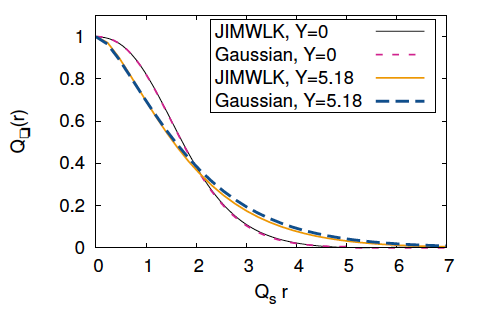 JIMWLK, Y=0
Gaussian, Y=0
JIMWLK, Y=5.18
Gaussian, Y=5.18
1
0.8
0.6
0.4
0.2
0
Q□(r)
0 1 2 3 4 5 6 7
Qs r